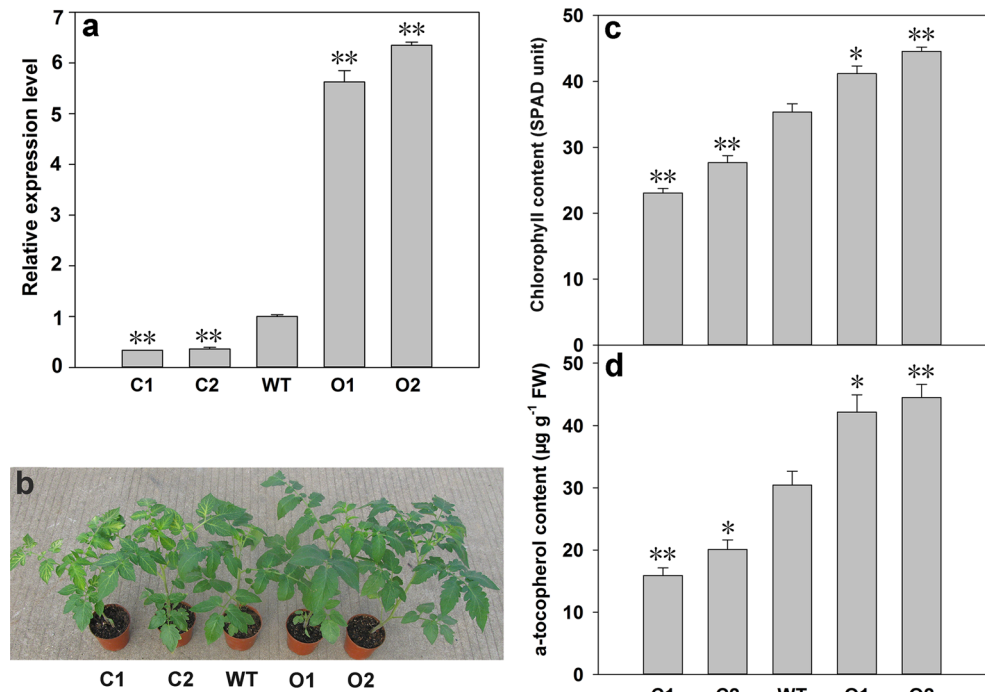 a
Relative expression level
7
6
5
4
3
2
1
0
** ** ** **
C1 C2 WT O1 O2
b
C1 C2 WT O1 O2
c
Chlorophyll content (SPAD unit)
50
40
30
20
10
0
** ** * **
d
a-tocopherol content (µg g⁻¹ FW)
50
40
30
20
10
0
** * * **
WT